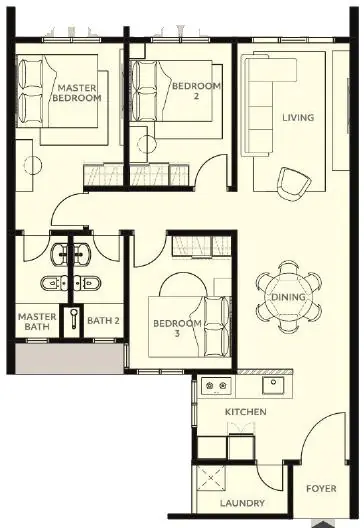 MASTER
BEDROOM
BEDROOM
2
LIVING
DINING
MASTER
BATH
BATH 2
BEDROOM
3
KITCHEN
LAUNDRY
FOYER